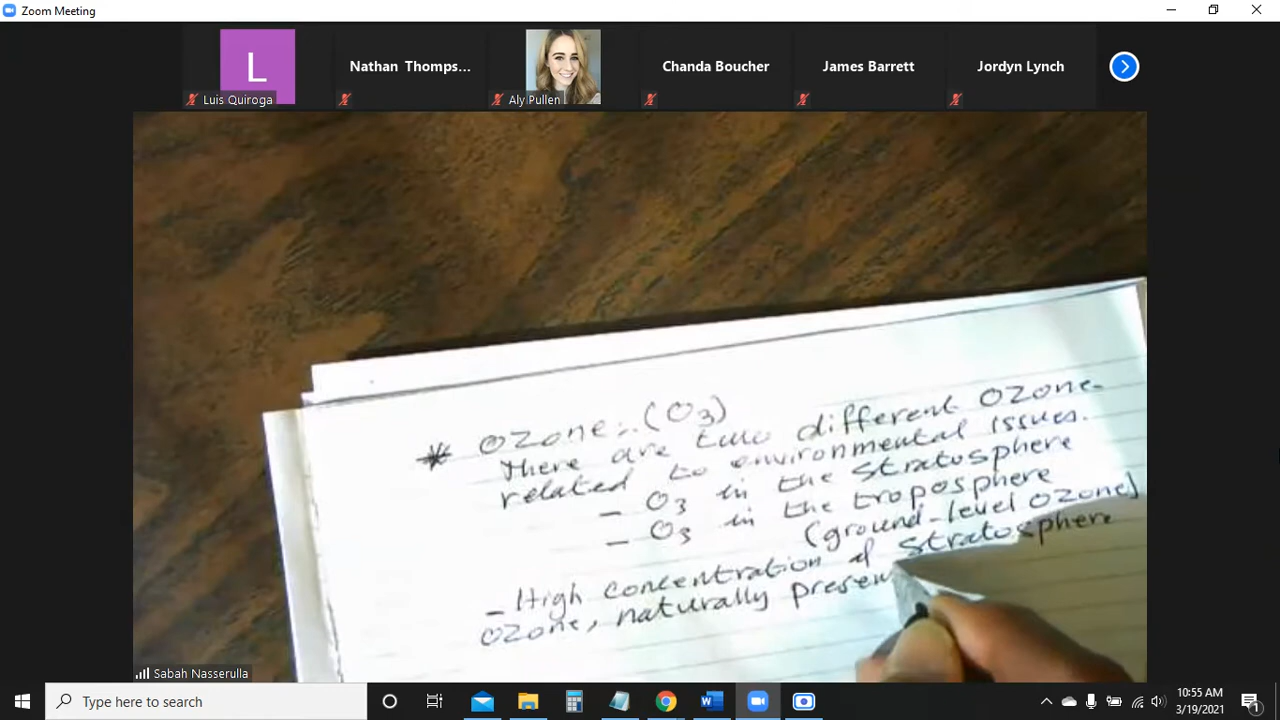 Zoom Meeting
L
Luis Quiroga
Nathan Thomps...
Aly Pullen
Chanda Boucher
James Barrett
Jordyn Lynch
* Ozone:. (O3)
There are two different Ozone
related to environmental issues.
- O3 in the stratosphere
- O3 in the troposphere
(ground-level Ozone)
- High concentration of stratosphere
Ozone, naturally presen
Sabah Nasserulla
Type here to search
10:55 AM
3/19/2021
1